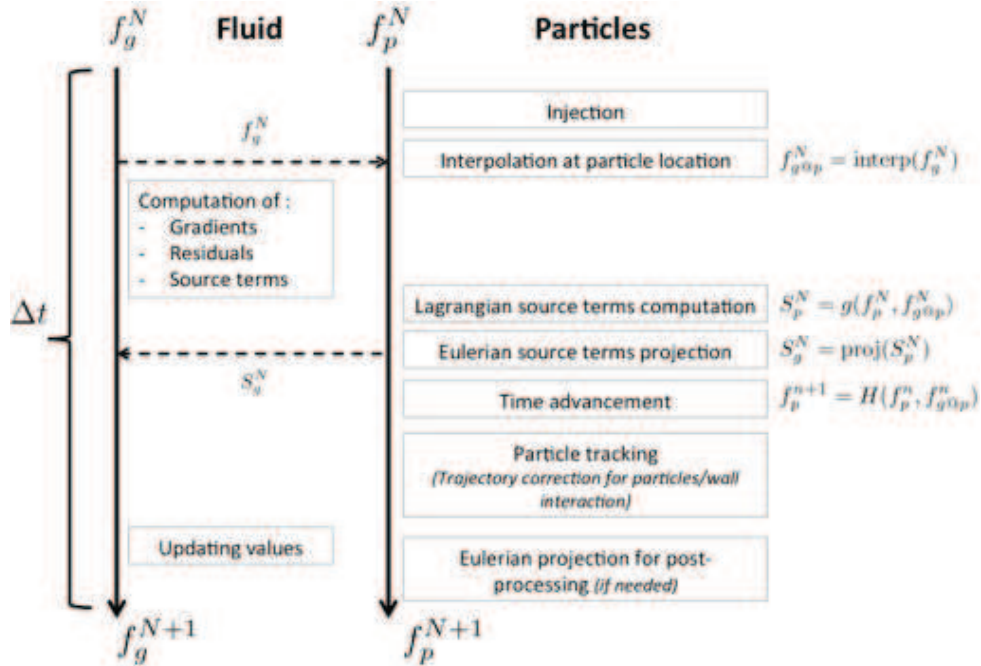 f_g^N Fluid f_p^N Particles
Injection
f_g^N
Interpolation at particle location f_{g@p}^N = interp(f_g^N)
Computation of :
- Gradients
- Residuals
- Source terms
Δt
Lagrangian source terms computation S_p^N = g(f_p^N, f_{g@p}^N)
Eulerian source terms projection S_g^N = proj(S_p^N)
S_g^N
Time advancement f_p^{n+1} = H(f_p^n, f_{g@p}^n)
Particle tracking
(Trajectory correction for particles/wall
interaction)
Updating values
Eulerian projection for post-
processing (if needed)
f_g^{N+1} f_p^{N+1}